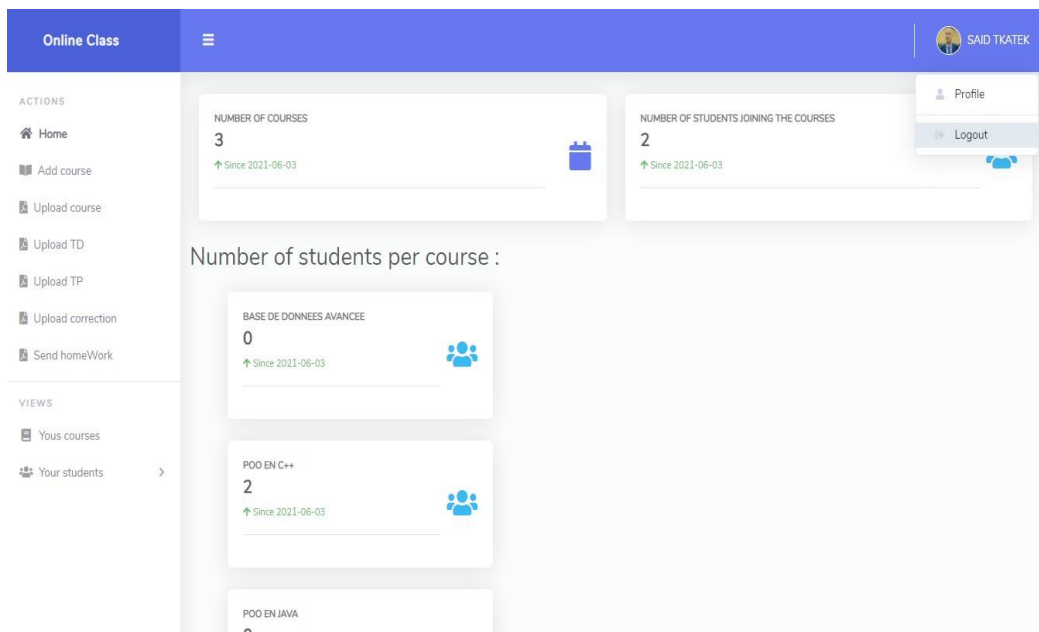 Online Class
SAID TKATEK
Profile
Logout
ACTIONS
Home
Add course
Upload course
Upload TD
Upload TP
Upload correction
Send homeWork
VIEWS
Yous courses
Your students
NUMBER OF COURSES
3
Since 2021-06-03
NUMBER OF STUDENTS JOINING THE COURSES
2
Since 2021-06-03
Number of students per course :
BASE DE DONNEES AVANCEE
0
Since 2021-06-03
POO EN C++
2
Since 2021-06-03
POO EN JAVA